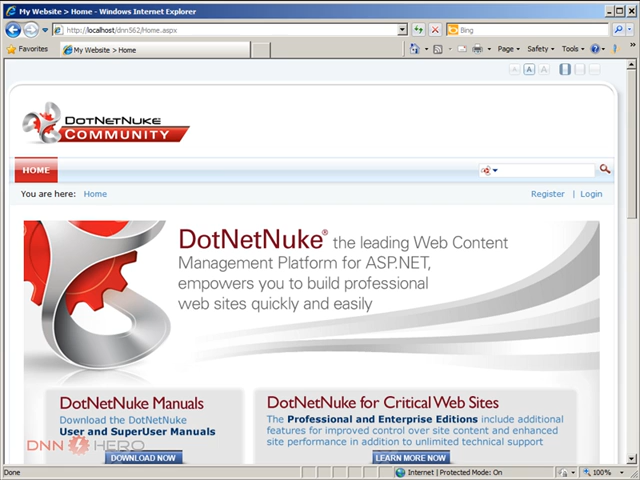 My Website > Home - Windows Internet Explorer
http://localhost/dnn562/Home.aspx
Bing
Favorites
My Website > Home
Page
Safety
Tools
A A A
DOTNETNUKE
COMMUNITY
HOME
You are here: Home
Register | Login
DotNetNuke® the leading Web Content
Management Platform for ASP.NET,
empowers you to build professional
web sites quickly and easily
DotNetNuke Manuals
Download the DotNetNuke
User and SuperUser Manuals
DOWNLOAD NOW
DotNetNuke for Critical Web Sites
The Professional and Enterprise Editions include additional
features for improved control over site content and enhanced
site performance in addition to unlimited technical support
LEARN MORE NOW
DNN HERO
Done
Internet | Protected Mode: On
100%